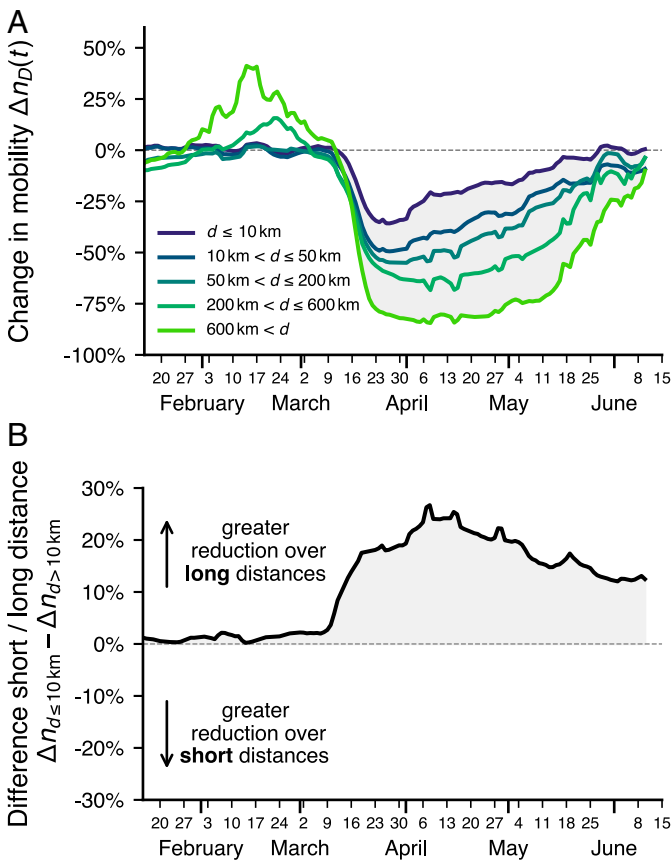 A
Change in mobility Δn_D(t)
50%
25%
0%
-25%
-50%
-75%
-100%
d ≤ 10 km
10 km < d ≤ 50 km
50 km < d ≤ 200 km
200 km < d ≤ 600 km
600 km < d
20 27 3 10 17 24 2 9 16 23 30 6 13 20 27 4 11 18 25 1 8 15
February March April May June
B
Difference short / long distance
Δn_{d≤10 km} − Δn_{d>10 km}
30%
20%
10%
0%
-10%
-20%
-30%
greater
reduction over
long distances
greater
reduction over
short distances
20 27 3 10 17 24 2 9 16 23 30 6 13 20 27 4 11 18 25 1 8 15
February March April May June